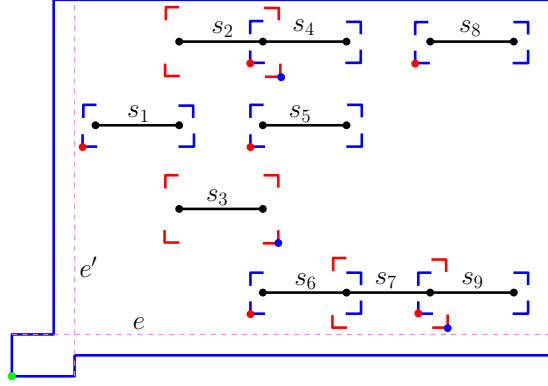 s₂ s₄ s₈
s₁ s₅
s₃
e′ s₆ s₇ s₉
e